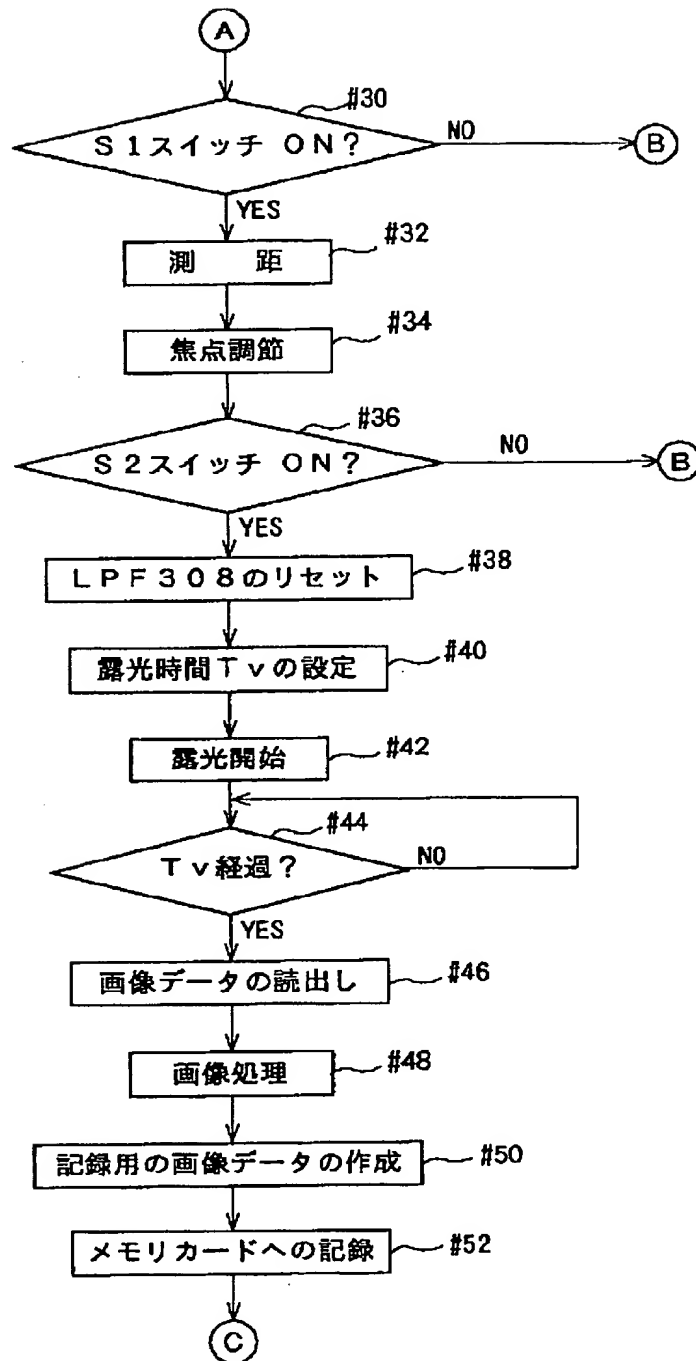 A
#30
S1スイッチ ON?
NO
B
YES
#32
測 距
#34
焦点調節
#36
S2スイッチ ON?
NO
B
YES
#38
LPF308のリセット
#40
露光時間Tvの設定
#42
露光開始
#44
Tv経過?
NO
YES
#46
画像データの読出し
#48
画像処理
#50
記録用の画像データの作成
#52
メモリカードへの記録
C